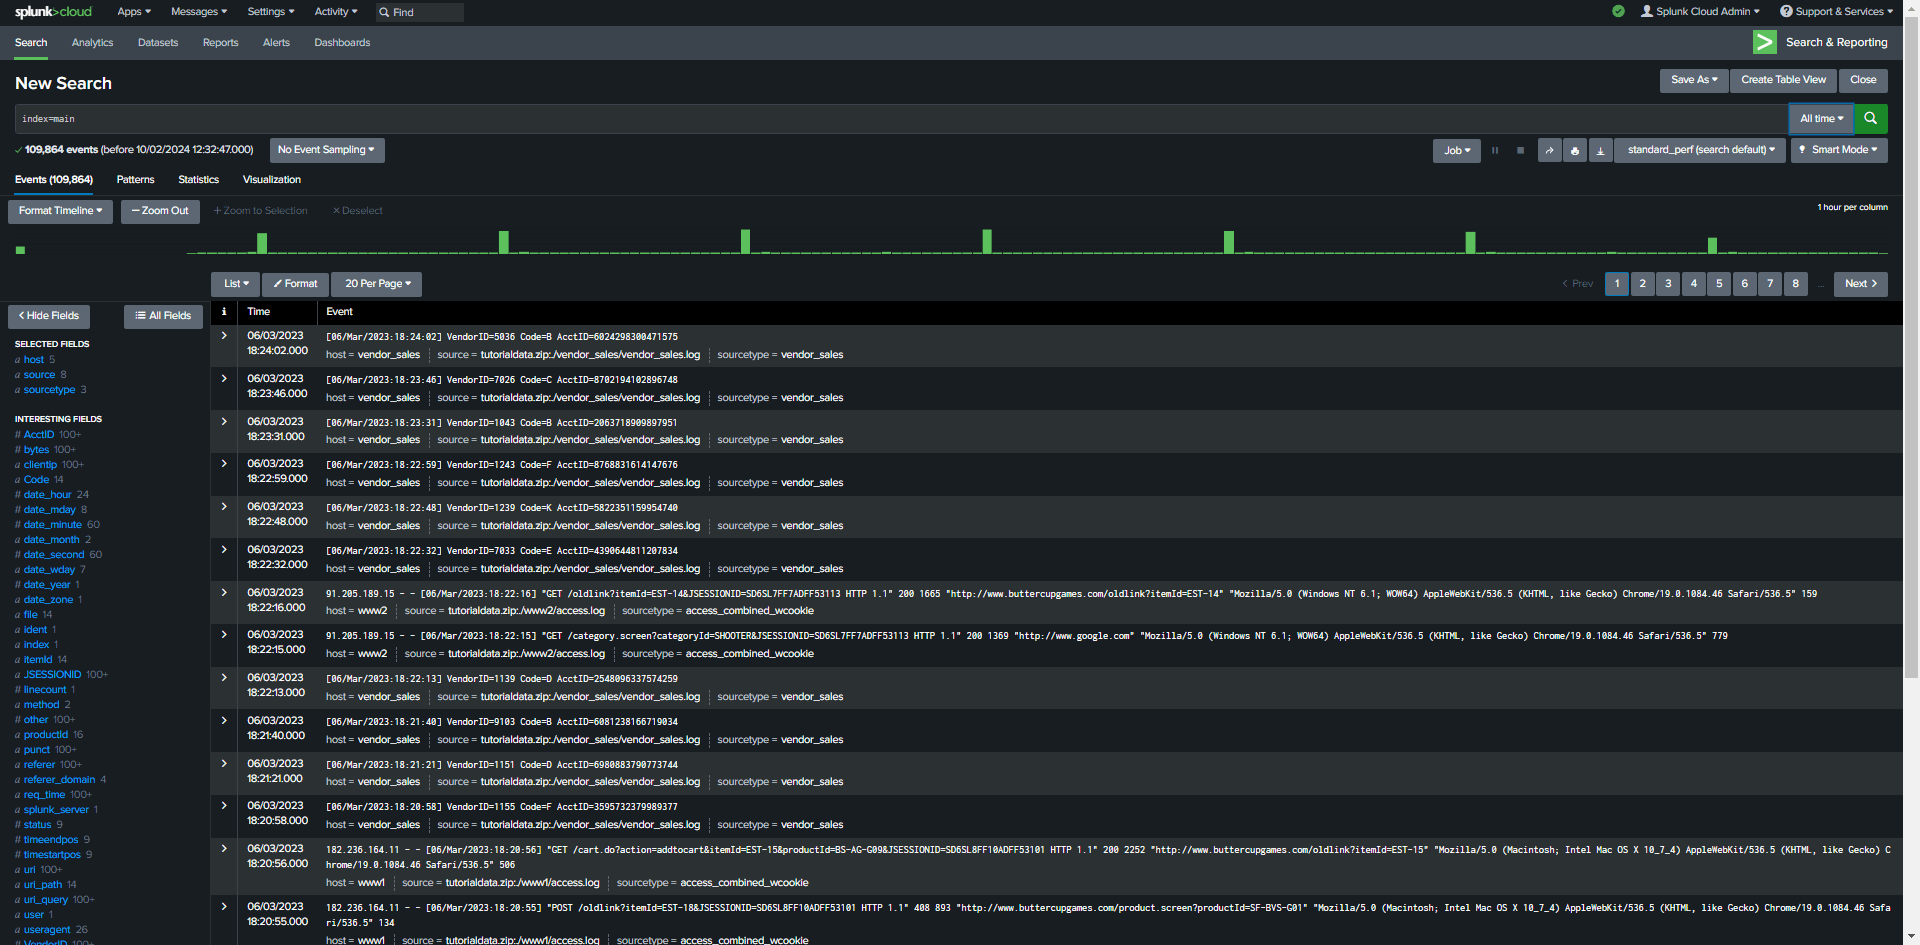 splunk>cloud Apps Messages Settings Activity Find Splunk Cloud Admin Support & Services
Search Analytics Datasets Reports Alerts Dashboards Search & Reporting
New Search Save As Create Table View Close
index=main All time
109,864 events (before 10/02/2024 12:32:47.000) No Event Sampling Job standard_perf (search default) Smart Mode
Events (109,864) Patterns Statistics Visualization
Format Timeline — Zoom Out + Zoom to Selection × Deselect 1 hour per column
List Format 20 Per Page < Prev 1 2 3 4 5 6 7 8 ... Next >
< Hide Fields All Fields
SELECTED FIELDS
a host 5
a source 8
a sourcetype 3
INTERESTING FIELDS
# AcctID 100+
# bytes 100+
a clientip 100+
a Code 14
# date_hour 24
# date_mday 8
# date_minute 60
a date_month 2
# date_second 60
a date_wday 7
# date_year 1
a date_zone 1
a file 14
a ident 1
a index 1
a itemId 14
a JSESSIONID 100+
# linecount 1
a method 2
# other 100+
a productId 16
a punct 100+
a referer 100+
a referer_domain 4
a req_time 100+
a splunk_server 1
# status 9
# timeendpos 9
# timestartpos 9
a uri 100+
a uri_path 14
a uri_query 100+
a user 1
a useragent 26
# VendorID 100+
i Time Event
06/03/2023 18:24:02.000 [06/Mar/2023:18:24:02] VendorID=5036 Code=B AcctID=6024298300471575
host = vendor_sales source = tutorialdata.zip:./vendor_sales/vendor_sales.log sourcetype = vendor_sales
06/03/2023 18:23:46.000 [06/Mar/2023:18:23:46] VendorID=7026 Code=C AcctID=8702194102896748
host = vendor_sales source = tutorialdata.zip:./vendor_sales/vendor_sales.log sourcetype = vendor_sales
06/03/2023 18:23:31.000 [06/Mar/2023:18:23:31] VendorID=1043 Code=B AcctID=2063718909897951
host = vendor_sales source = tutorialdata.zip:./vendor_sales/vendor_sales.log sourcetype = vendor_sales
06/03/2023 18:22:59.000 [06/Mar/2023:18:22:59] VendorID=1243 Code=F AcctID=8768831614147676
host = vendor_sales source = tutorialdata.zip:./vendor_sales/vendor_sales.log sourcetype = vendor_sales
06/03/2023 18:22:48.000 [06/Mar/2023:18:22:48] VendorID=1239 Code=K AcctID=5822351159954740
host = vendor_sales source = tutorialdata.zip:./vendor_sales/vendor_sales.log sourcetype = vendor_sales
06/03/2023 18:22:32.000 [06/Mar/2023:18:22:32] VendorID=7033 Code=E AcctID=4390644811207834
host = vendor_sales source = tutorialdata.zip:./vendor_sales/vendor_sales.log sourcetype = vendor_sales
06/03/2023 18:22:16.000 91.205.189.15 - - [06/Mar/2023:18:22:16] "GET /oldlink?itemId=EST-14&JSESSIONID=SD6SL7FF7ADFF53113 HTTP 1.1" 200 1665 "http://www.buttercupgames.com/oldlink?itemId=EST-14" "Mozilla/5.0 (Windows NT 6.1; WOW64) AppleWebKit/536.5 (KHTML, like Gecko) Chrome/19.0.1084.46 Safari/536.5" 159
host = www2 source = tutorialdata.zip:./www2/access.log sourcetype = access_combined_wcookie
06/03/2023 18:22:15.000 91.205.189.15 - - [06/Mar/2023:18:22:15] "GET /category.screen?categoryId=SHOOTER&JSESSIONID=SD6SL7FF7ADFF53113 HTTP 1.1" 200 1369 "http://www.google.com" "Mozilla/5.0 (Windows NT 6.1; WOW64) AppleWebKit/536.5 (KHTML, like Gecko) Chrome/19.0.1084.46 Safari/536.5" 779
host = www2 source = tutorialdata.zip:./www2/access.log sourcetype = access_combined_wcookie
06/03/2023 18:22:13.000 [06/Mar/2023:18:22:13] VendorID=1139 Code=D AcctID=2548096337574259
host = vendor_sales source = tutorialdata.zip:./vendor_sales/vendor_sales.log sourcetype = vendor_sales
06/03/2023 18:21:40.000 [06/Mar/2023:18:21:40] VendorID=9103 Code=B AcctID=6081238166719034
host = vendor_sales source = tutorialdata.zip:./vendor_sales/vendor_sales.log sourcetype = vendor_sales
06/03/2023 18:21:21.000 [06/Mar/2023:18:21:21] VendorID=1151 Code=D AcctID=6980883790773744
host = vendor_sales source = tutorialdata.zip:./vendor_sales/vendor_sales.log sourcetype = vendor_sales
06/03/2023 18:20:58.000 [06/Mar/2023:18:20:58] VendorID=1155 Code=F AcctID=3595732379989377
host = vendor_sales source = tutorialdata.zip:./vendor_sales/vendor_sales.log sourcetype = vendor_sales
06/03/2023 18:20:56.000 182.236.164.11 - - [06/Mar/2023:18:20:56] "GET /cart.do?action=addtocart&itemId=EST-15&productId=BS-AG-G09&JSESSIONID=SD6SL8FF10ADFF53101 HTTP 1.1" 200 2252 "http://www.buttercupgames.com/oldlink?itemId=EST-15" "Mozilla/5.0 (Macintosh; Intel Mac OS X 10_7_4) AppleWebKit/536.5 (KHTML, like Gecko) C
hrome/19.0.1084.46 Safari/536.5" 506
host = www1 source = tutorialdata.zip:./www1/access.log sourcetype = access_combined_wcookie
06/03/2023 18:20:55.000 182.236.164.11 - - [06/Mar/2023:18:20:55] "POST /oldlink?itemId=EST-18&JSESSIONID=SD6SL8FF10ADFF53101 HTTP 1.1" 408 893 "http://www.buttercupgames.com/product.screen?productId=SF-BVS-G01" "Mozilla/5.0 (Macintosh; Intel Mac OS X 10_7_4) AppleWebKit/536.5 (KHTML, like Gecko) Chrome/19.0.1084.46 Safa
ri/536.5" 134
host = www1 source = tutorialdata.zip:./www1/access.log sourcetype = access_combined_wcookie